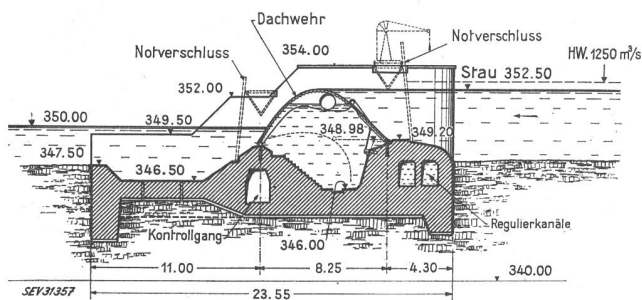 Dachwehr
Notverschluss
354.00
Notverschluss
HW. 1250 m³/s
Stau 352.50
352.00
350.00
349.50
348.98
349.20
347.50
346.50
Kontrollgang
346.00
Regulierkanäle
11.00
8.25
4.30
340.00
SEV31357
23.55